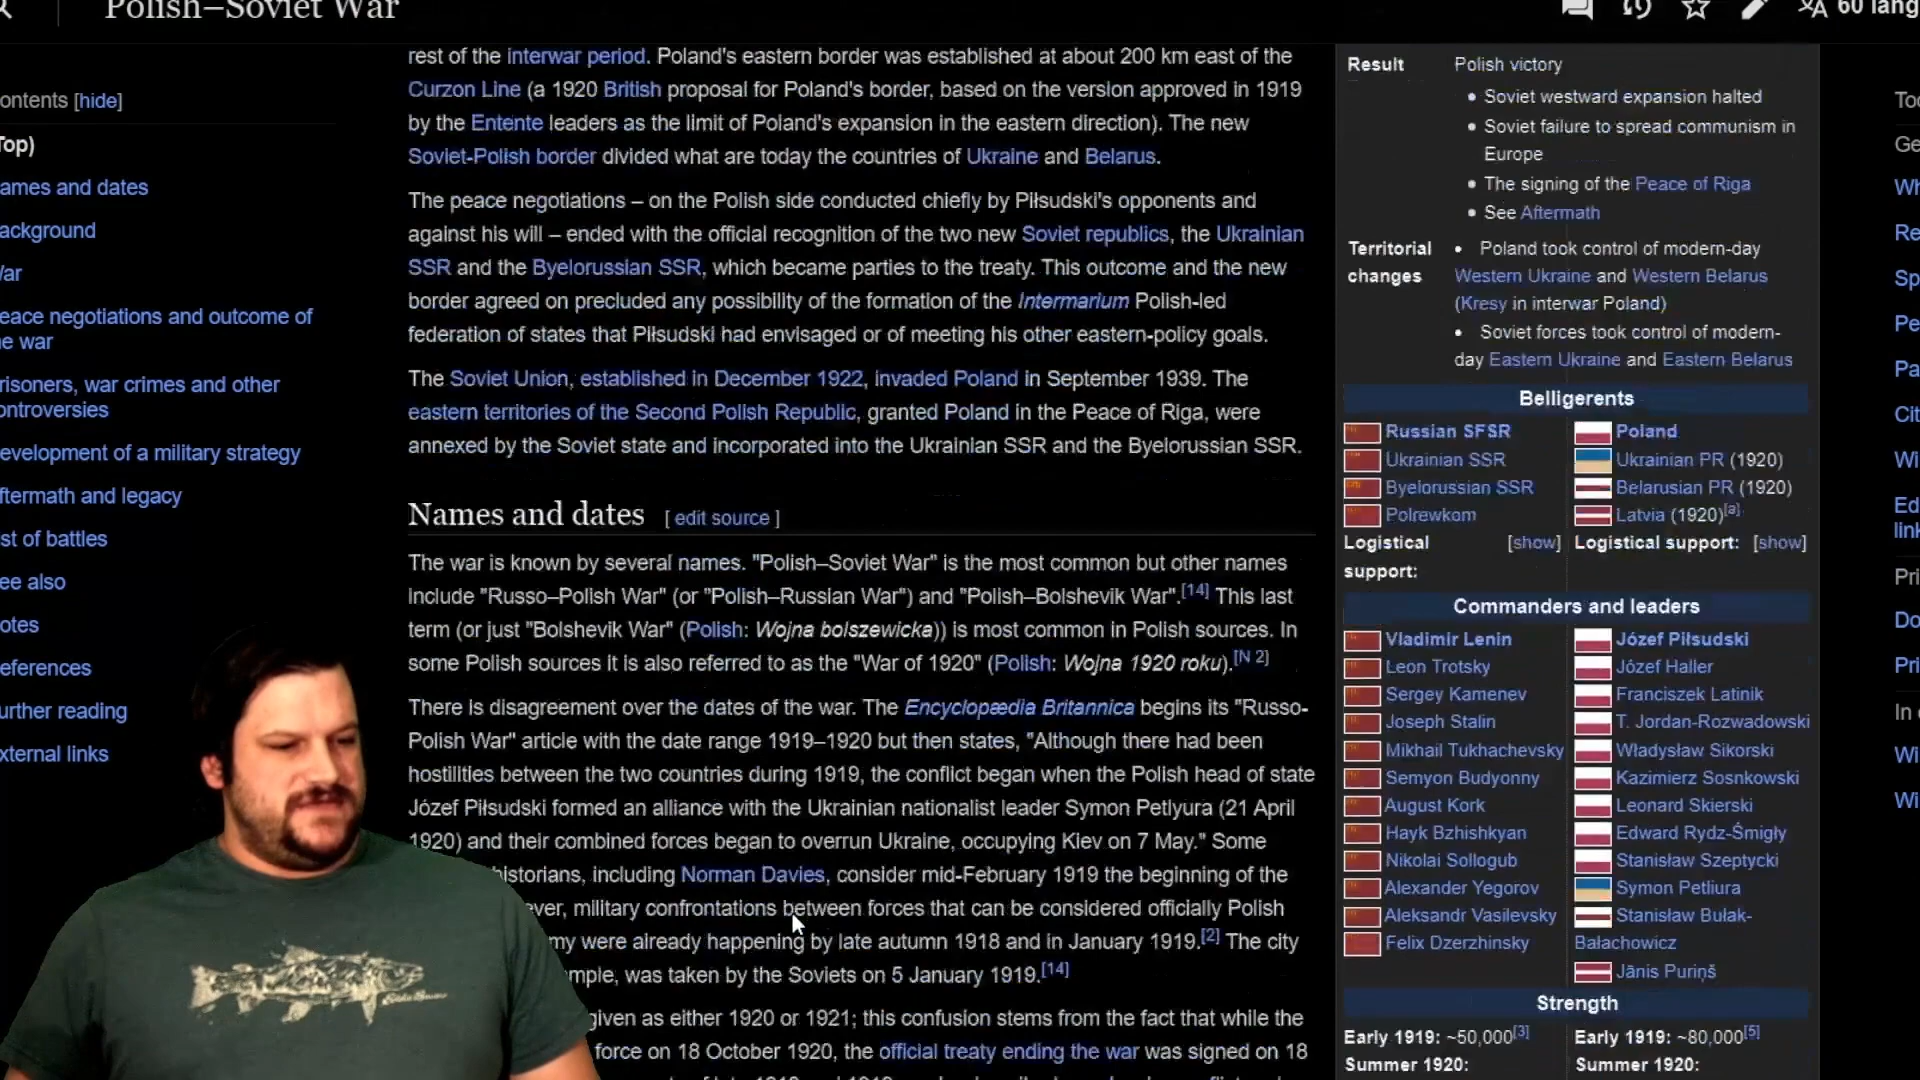 Polish–Soviet War
60 lang
ontents [hide]
Top)
ames and dates
ackground
ar
eace negotiations and outcome of
e war
risoners, war crimes and other
ontroversies
evelopment of a military strategy
ftermath and legacy
st of battles
ee also
otes
eferences
urther reading
xternal links
rest of the interwar period. Poland's eastern border was established at about 200 km east of the
Curzon Line (a 1920 British proposal for Poland's border, based on the version approved in 1919
by the Entente leaders as the limit of Poland's expansion in the eastern direction). The new
Soviet-Polish border divided what are today the countries of Ukraine and Belarus.
The peace negotiations – on the Polish side conducted chiefly by Piłsudski's opponents and
against his will – ended with the official recognition of the two new Soviet republics, the Ukrainian
SSR and the Byelorussian SSR, which became parties to the treaty. This outcome and the new
border agreed on precluded any possibility of the formation of the Intermarium Polish-led
federation of states that Piłsudski had envisaged or of meeting his other eastern-policy goals.
The Soviet Union, established in December 1922, invaded Poland in September 1939. The
eastern territories of the Second Polish Republic, granted Poland in the Peace of Riga, were
annexed by the Soviet state and incorporated into the Ukrainian SSR and the Byelorussian SSR.
Names and dates [ edit source ]
The war is known by several names. "Polish–Soviet War" is the most common but other names
include "Russo–Polish War" (or "Polish–Russian War") and "Polish–Bolshevik War".[14] This last
term (or just "Bolshevik War" (Polish: Wojna bolszewicka)) is most common in Polish sources. In
some Polish sources it is also referred to as the "War of 1920" (Polish: Wojna 1920 roku).[N 2]
There is disagreement over the dates of the war. The Encyclopædia Britannica begins its "Russo-
Polish War" article with the date range 1919–1920 but then states, "Although there had been
hostilities between the two countries during 1919, the conflict began when the Polish head of state
Józef Piłsudski formed an alliance with the Ukrainian nationalist leader Symon Petlyura (21 April
1920) and their combined forces began to overrun Ukraine, occupying Kiev on 7 May." Some
historians, including Norman Davies, consider mid-February 1919 the beginning of the
ever, military confrontations between forces that can be considered officially Polish
my were already happening by late autumn 1918 and in January 1919.[2] The city
mple, was taken by the Soviets on 5 January 1919.[14]
given as either 1920 or 1921; this confusion stems from the fact that while the
force on 18 October 1920, the official treaty ending the war was signed on 18
Result Polish victory
• Soviet westward expansion halted
• Soviet failure to spread communism in
Europe
• The signing of the Peace of Riga
• See Aftermath
Territorial changes
• Poland took control of modern-day
Western Ukraine and Western Belarus
(Kresy in interwar Poland)
• Soviet forces took control of modern-
day Eastern Ukraine and Eastern Belarus
Belligerents
Russian SFSR
Ukrainian SSR
Byelorussian SSR
Polrewkom
Logistical [show]
support:
Poland
Ukrainian PR (1920)
Belarusian PR (1920)
Latvia (1920)[a]
Logistical support: [show]
Commanders and leaders
Vladimir Lenin
Leon Trotsky
Sergey Kamenev
Joseph Stalin
Mikhail Tukhachevsky
Semyon Budyonny
August Kork
Hayk Bzhishkyan
Nikolai Sollogub
Alexander Yegorov
Aleksandr Vasilevsky
Felix Dzerzhinsky
Józef Piłsudski
Józef Haller
Franciszek Latinik
T. Jordan-Rozwadowski
Władysław Sikorski
Kazimierz Sosnkowski
Leonard Skierski
Edward Rydz-Śmigły
Stanisław Szeptycki
Symon Petliura
Stanisław Bułak-
Bałachowicz
Jānis Puriņš
Strength
Early 1919: ~50,000[3]
Summer 1920:
Early 1919: ~80,000[5]
Summer 1920:
Too
Ge
Wh
Re
Sp
Pe
Pa
Cit
Wi
Ed
link
Pri
Do
Pri
In
Wi
Wi